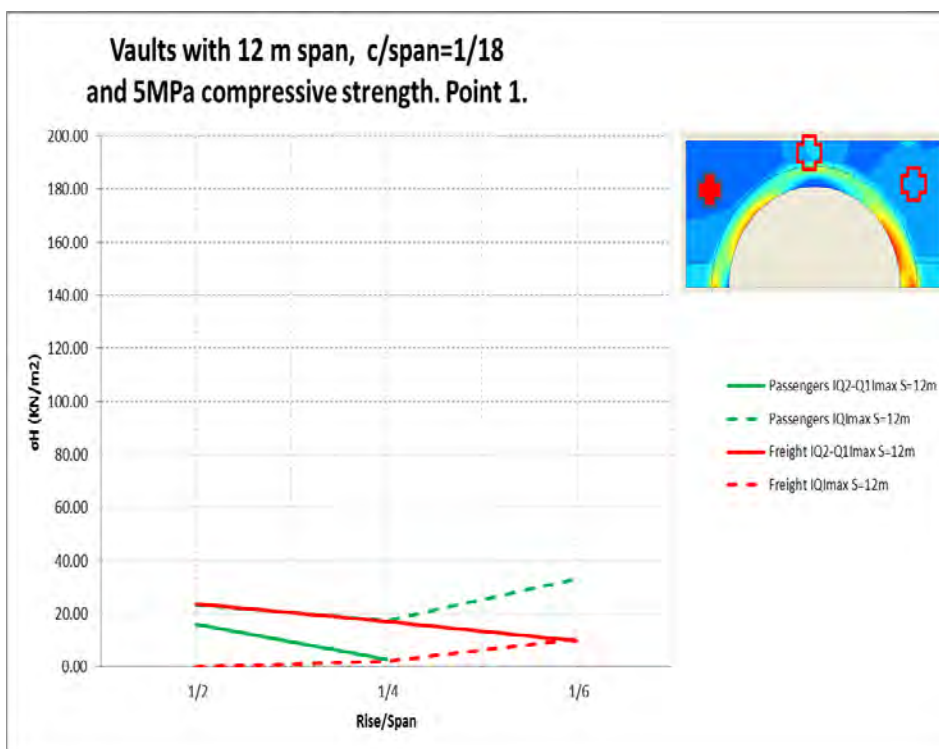 Vaults with 12 m span, c/span=1/18
and 5MPa compressive strength. Point 1.
200.00
180.00
160.00
140.00
120.00
100.00
80.00
60.00
40.00
20.00
0.00
σH (KN/m2)
1/2
1/4
1/6
Rise/Span
Passengers IQ2-Q1Imax S=12m
Passengers IQImax S=12m
Freight IQ2-Q1Imax S=12m
Freight IQImax S=12m